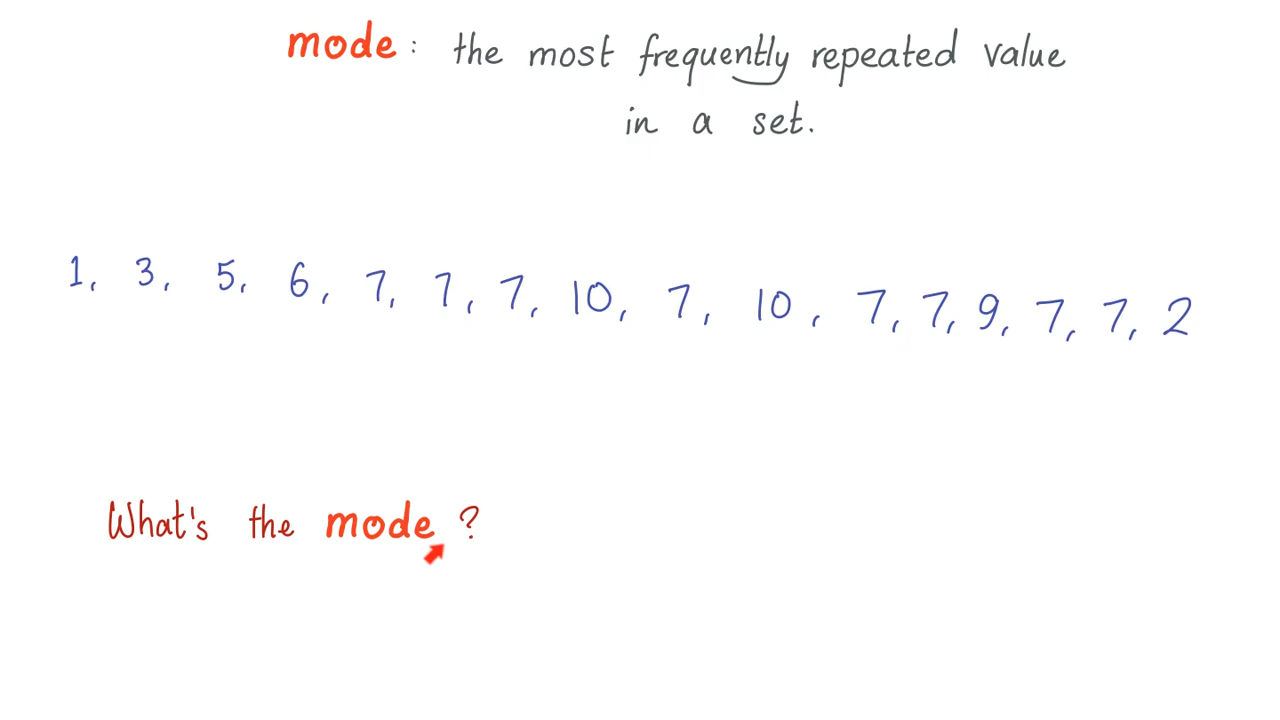 mode: the most frequently repeated value
in a set.
1, 3, 5, 6, 7, 7, 7, 10, 7, 10, 7, 7, 9, 7, 7, 2
What's the mode?